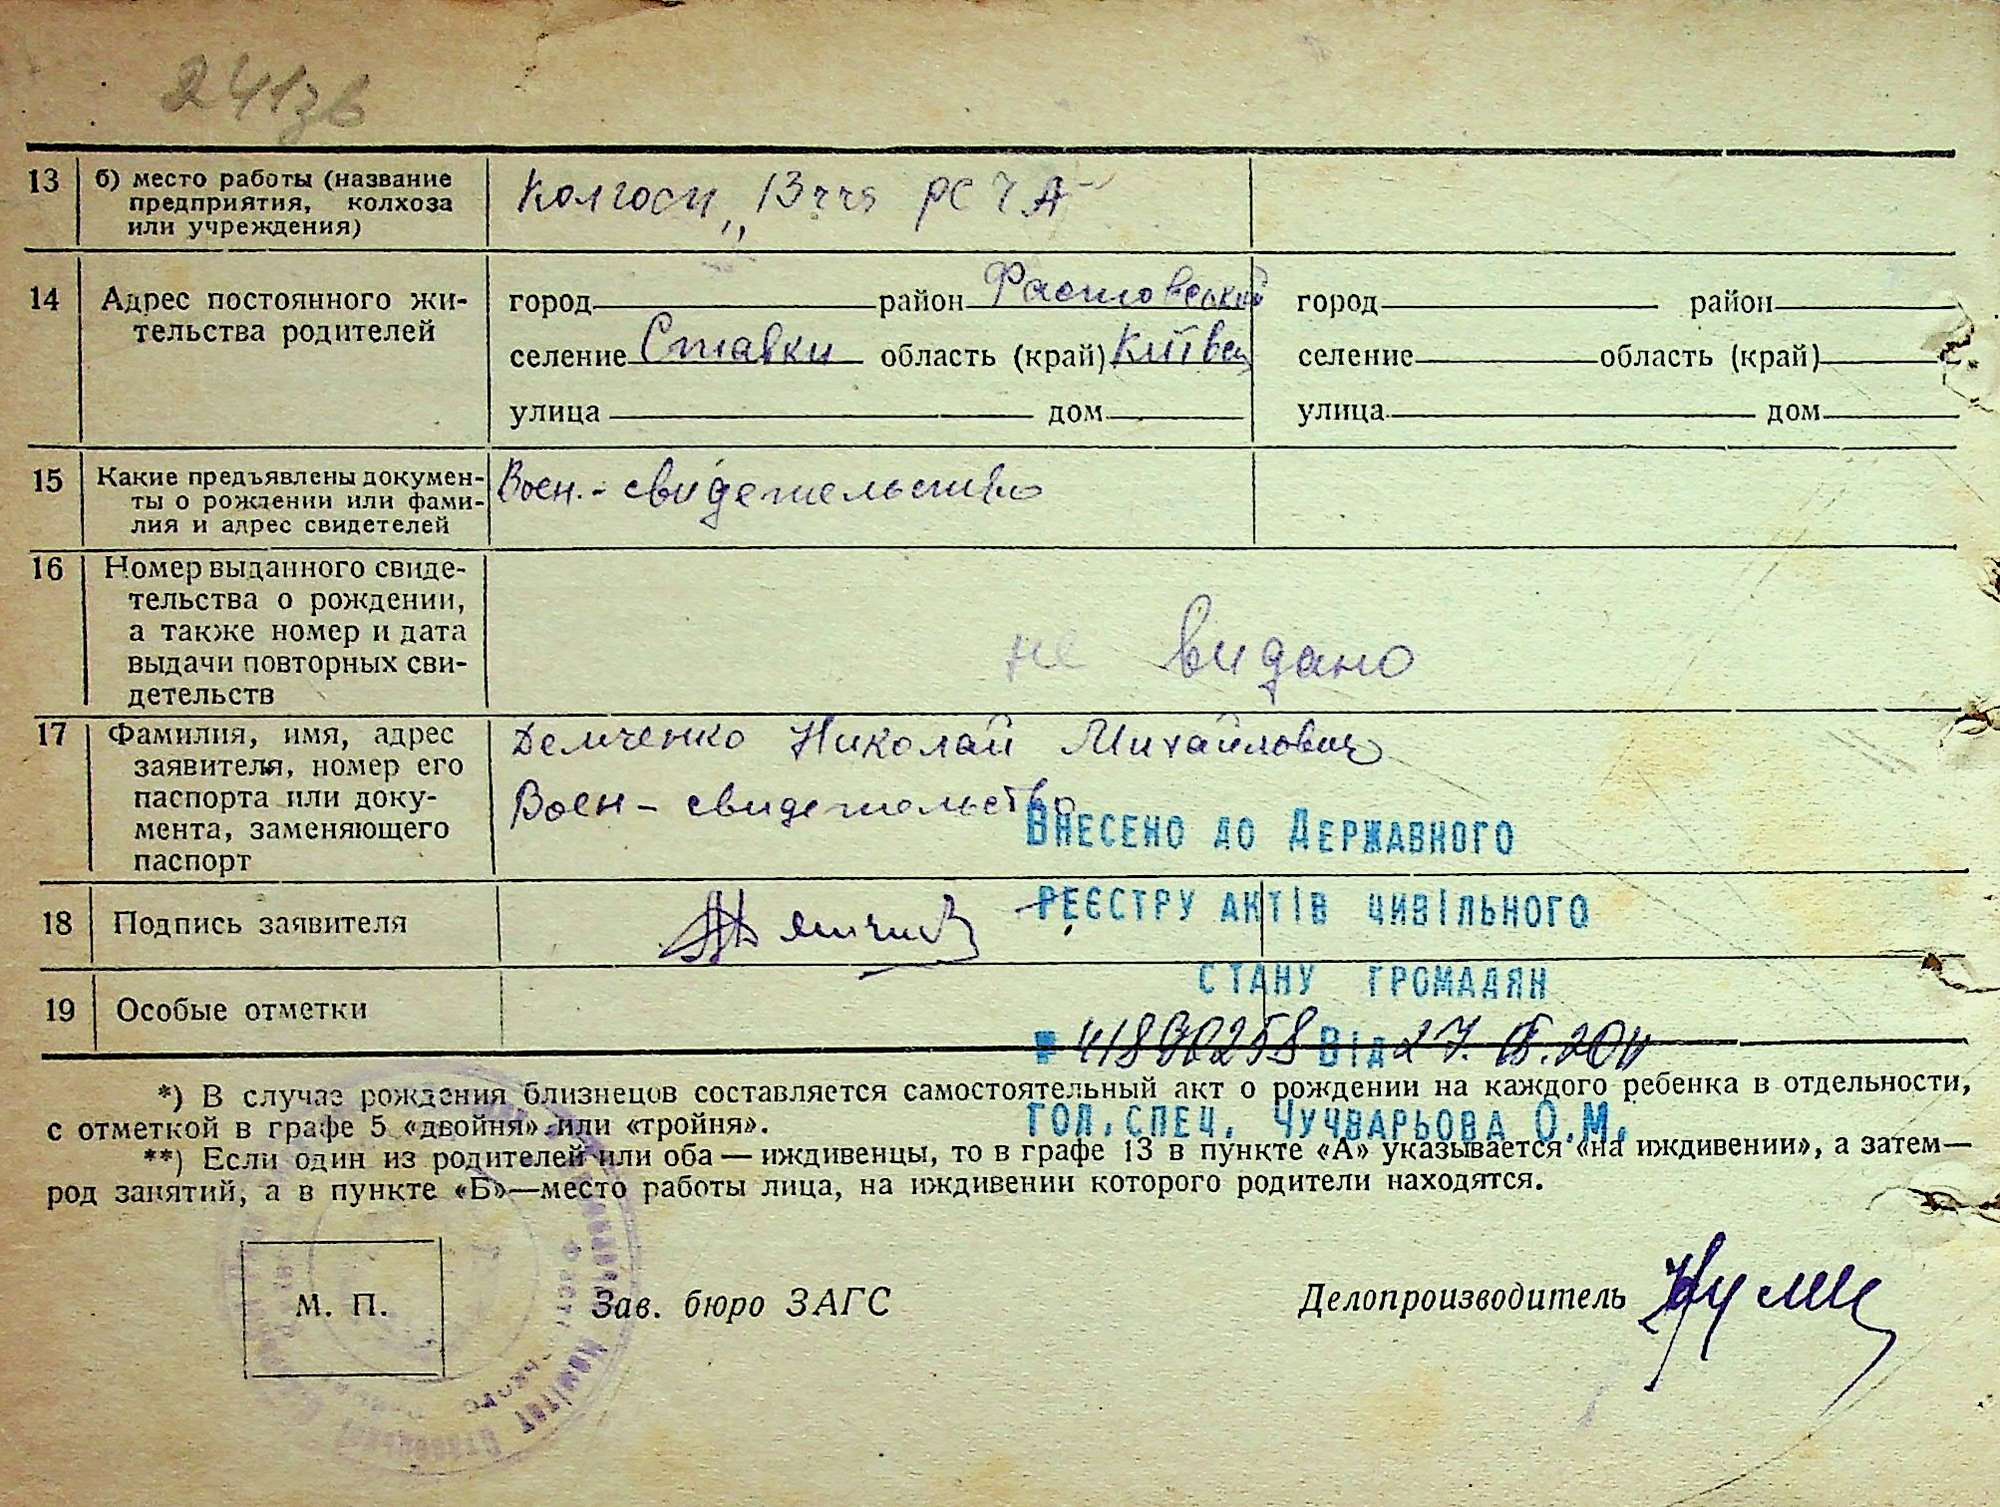 241зв
13 б) место работы (название предприятия, колхоза или учреждения) Колгосп РСЧА
14 Адрес постоянного жительства родителей
город район Фастовський город район
селение Ставки область (край) селение область (край)
улица дом улица дом
15 Какие предъявлены документы о рождении или фамилия и адрес свидетелей Воен.-свидетельство
16 Номер выданного свидетельства о рождении, а также номер и дата выдачи повторных свидетельств
не видано
17 Фамилия, имя, адрес заявителя, номер его паспорта или документа, заменяющего паспорт
Демченко Николай Михайлович
Воен-свидетельство
Внесено до Державного
реєстру актів цивільного
стану громадян
від 27.
гол. спец. Чучварьова О.М.
18 Подпись заявителя
19 Особые отметки
*) В случае рождения близнецов составляется самостоятельный акт о рождении на каждого ребенка в отдельности,
с отметкой в графе 5 «двойня» или «тройня».
**) Если один из родителей или оба — иждивенцы, то в графе 13 в пункте «А» указывается «на иждивении», а затем—
род занятий, а в пункте «Б»—место работы лица, на иждивении которого родители находятся.
М. П. Зав. бюро ЗАГС Делопроизводитель